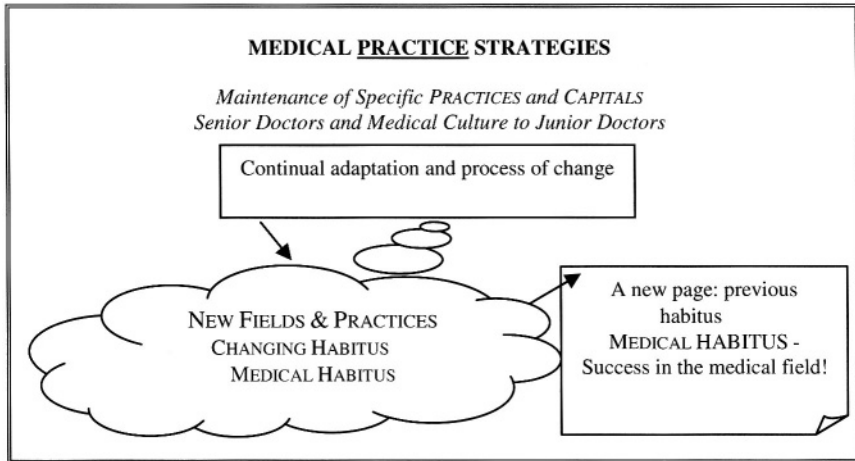 MEDICAL PRACTICE STRATEGIES
Maintenance of Specific PRACTICES and CAPITALS
Senior Doctors and Medical Culture to Junior Doctors
Continual adaptation and process of change
NEW FIELDS & PRACTICES
CHANGING HABITUS
MEDICAL HABITUS
A new page: previous
habitus
MEDICAL HABITUS -
Success in the medical field!